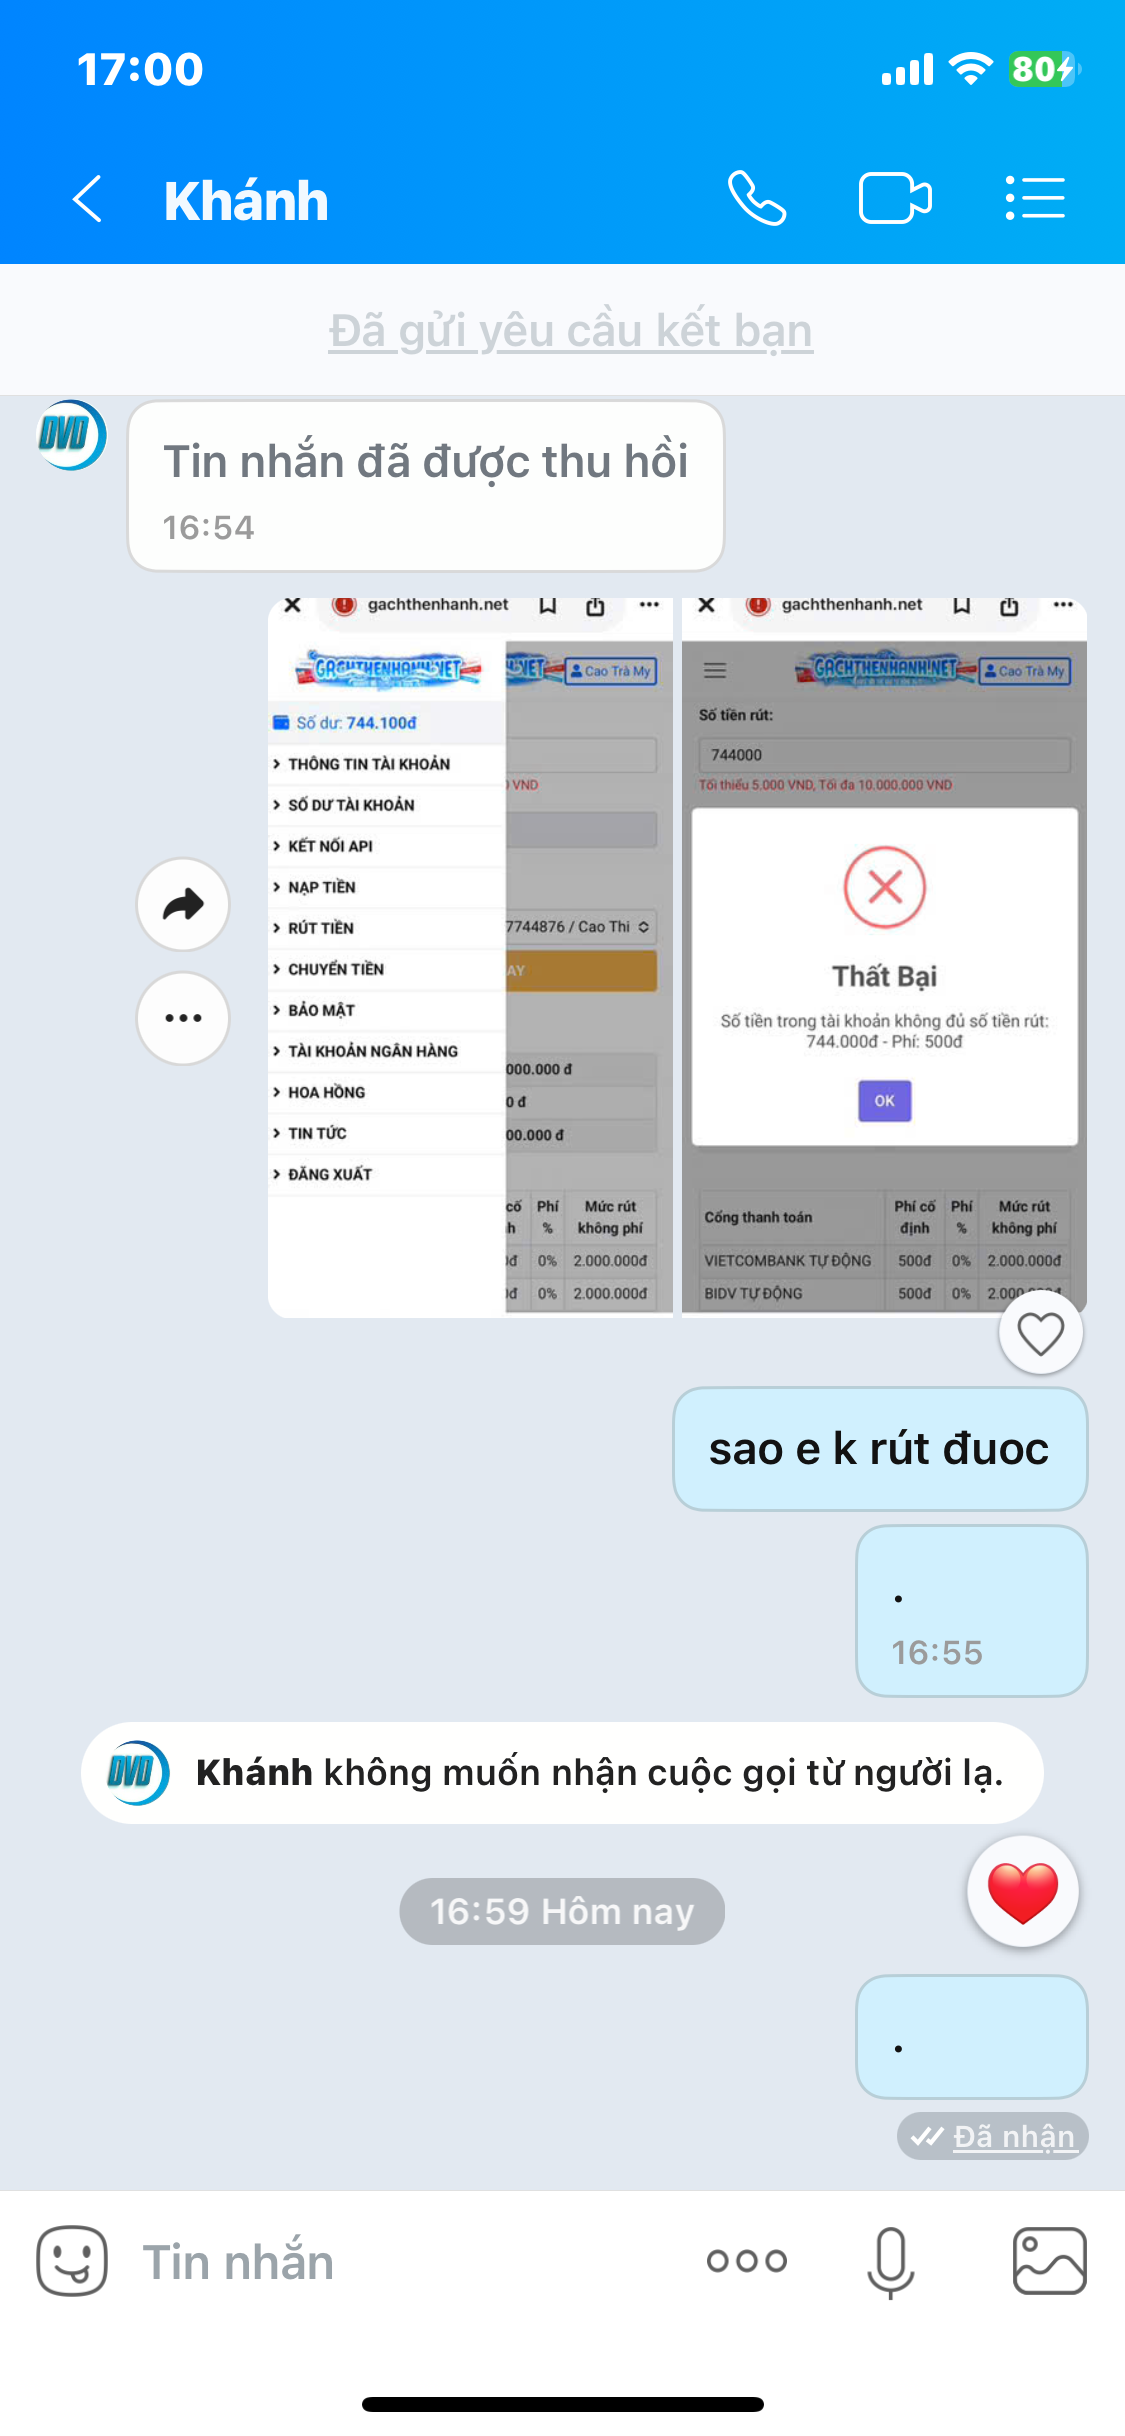 17:00
80
Khánh
Đã gửi yêu cầu kết bạn
DVD
Tin nhắn đã được thu hồi
16:54
gachthenhanh.net
GACHTHENHANH.NET
Cao Trà My
Số dư: 744.100đ
THÔNG TIN TÀI KHOẢN
) VND
SỐ DƯ TÀI KHOẢN
KẾT NỐI API
NẠP TIỀN
RÚT TIỀN
7744876 / Cao Thi
CHUYỂN TIỀN
AY
BẢO MẬT
TÀI KHOẢN NGÂN HÀNG
000.000 đ
HOA HỒNG
0 đ
TIN TỨC
00.000 đ
ĐĂNG XUẤT
cố Phí Mức rút
h % không phí
0đ 0% 2.000.000đ
0đ 0% 2.000.000đ
gachthenhanh.net
GACHTHENHANH.NET
Cao Trà My
Số tiền rút:
744000
Tối thiểu 5.000 VND, Tối đa 10.000.000 VND
Thất Bại
Số tiền trong tài khoản không đủ số tiền rút:
744.000đ - Phí: 500đ
OK
Cổng thanh toán Phí cố định Phí % Mức rút không phí
VIETCOMBANK TỰ ĐỘNG 500đ 0% 2.000.000đ
BIDV TỰ ĐỘNG 500đ 0%
sao e k rút đuoc
.
16:55
DVD
Khánh không muốn nhận cuộc gọi từ người lạ.
16:59 Hôm nay
.
Đã nhận
Tin nhắn